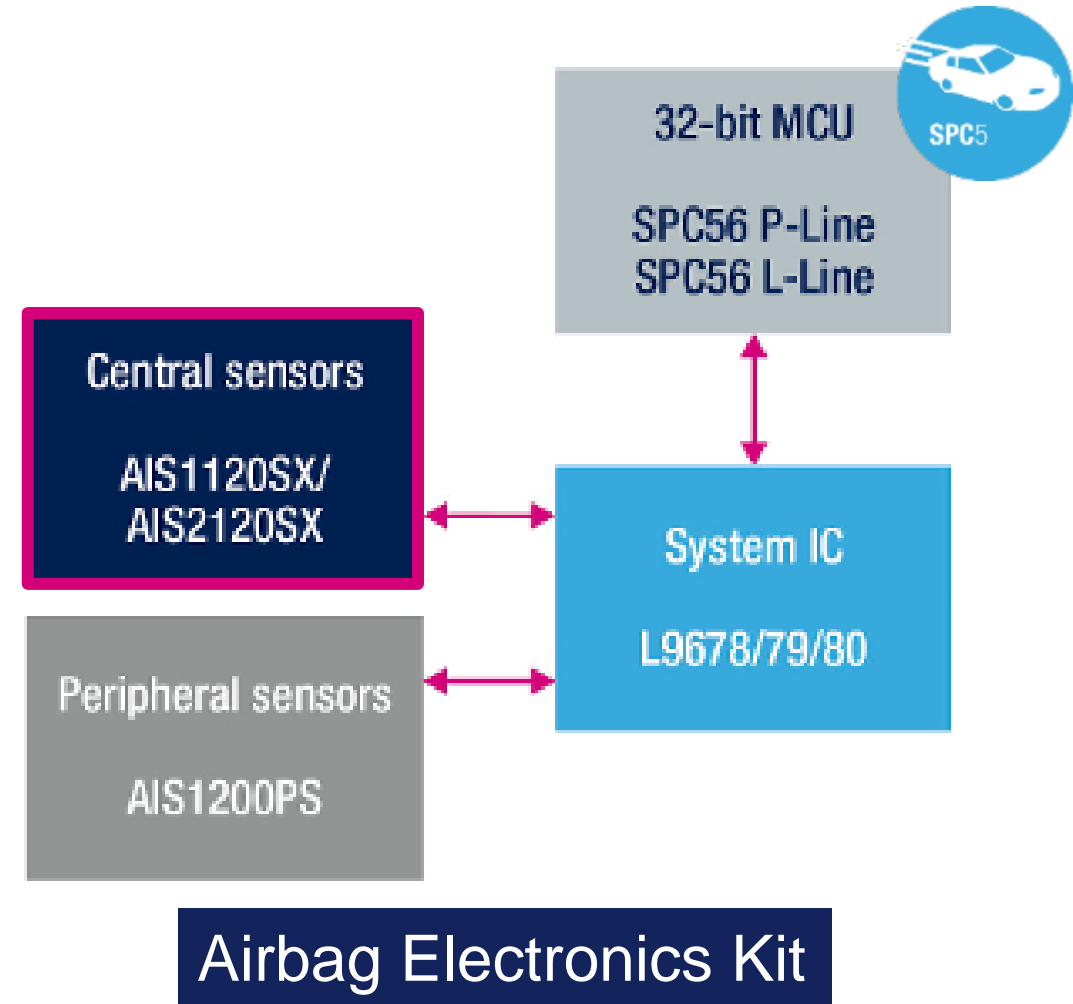 32-bit MCU
SPC5
SPC56 P-Line
SPC56 L-Line
Central sensors
AIS1120SX/
AIS2120SX
System IC
L9678/79/80
Peripheral sensors
AIS1200PS
Airbag Electronics Kit